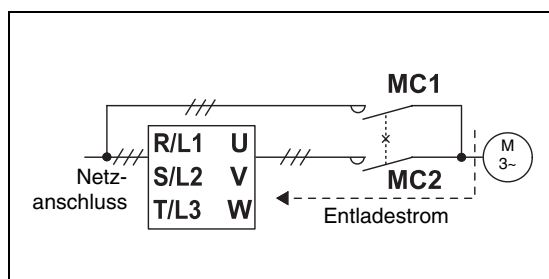 MC1
R/L1 U
S/L2 V
T/L3 W
Netz-
anschluss
MC2
M
3~
Entladestrom